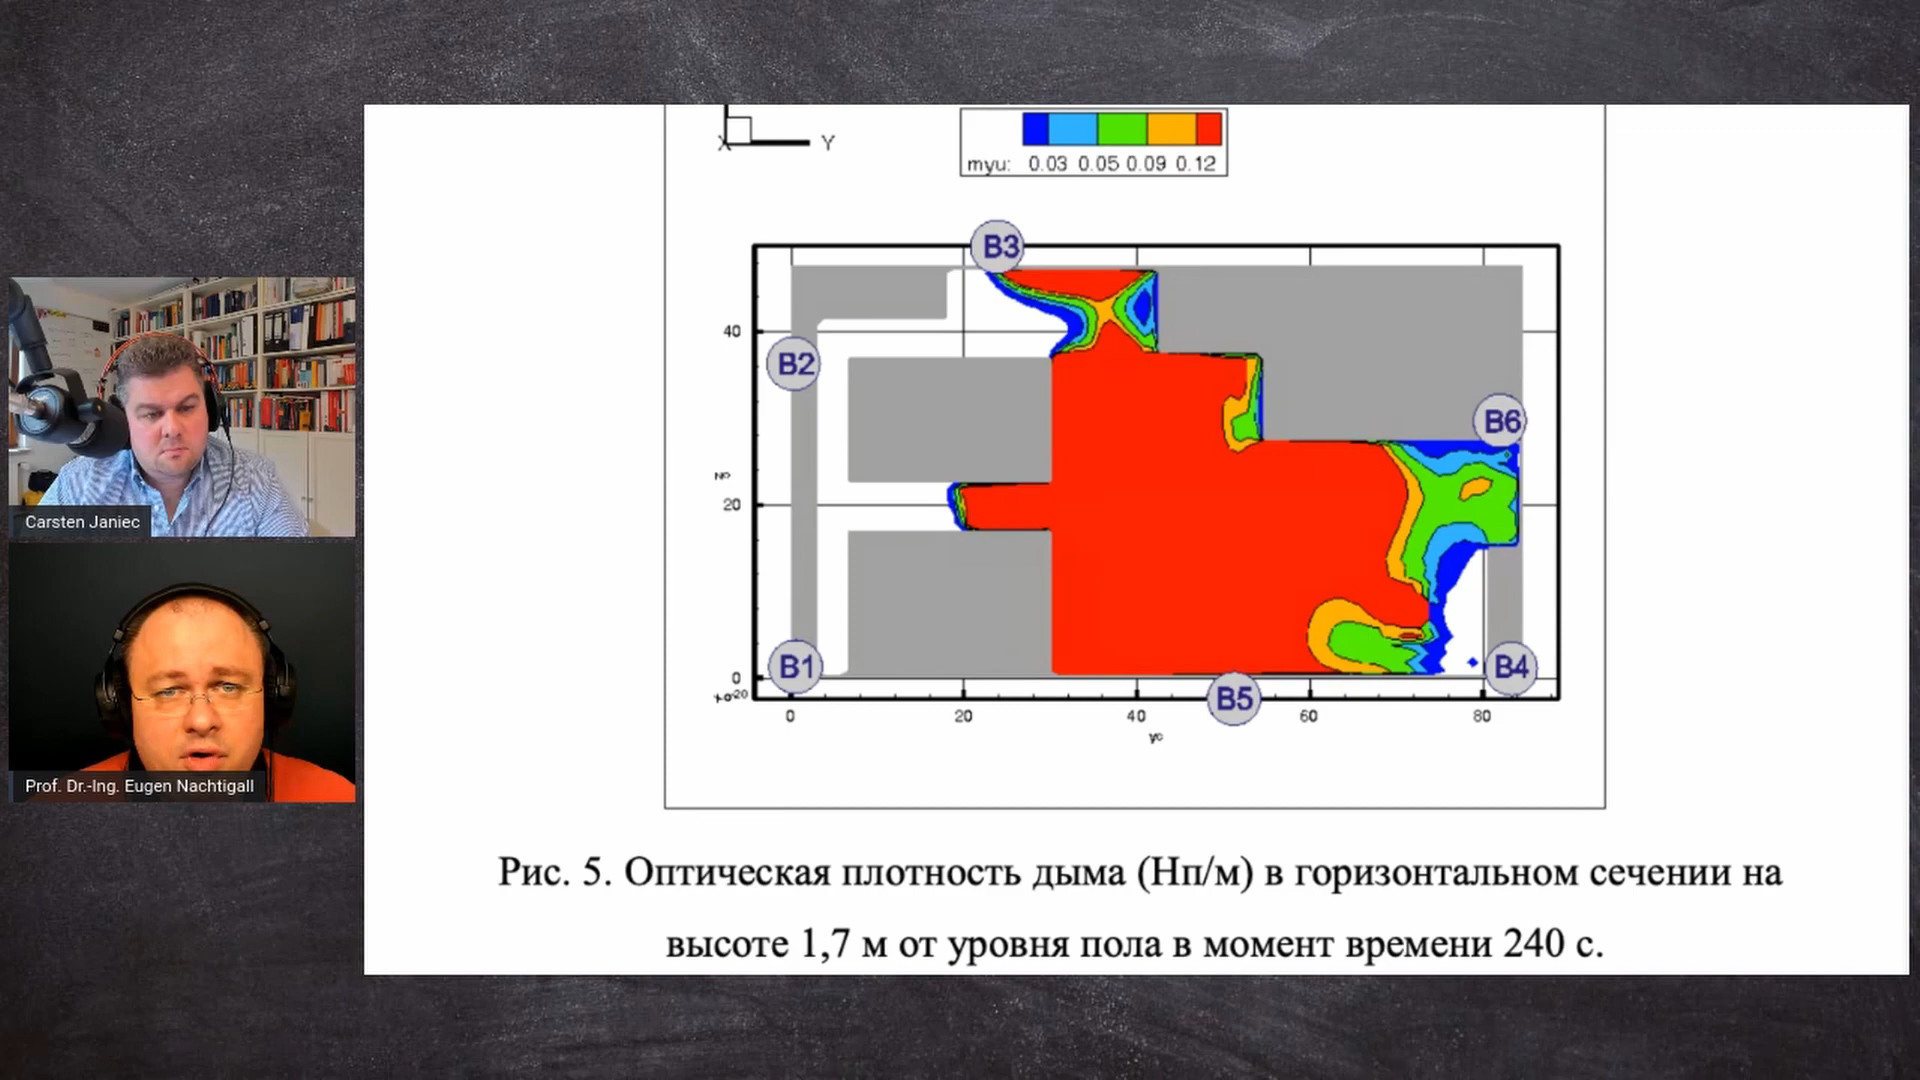 X
Y
myu: 0.03 0.05 0.09 0.12
B3
40
B2
B6
20
B1
B4
0
B5
0 20 40 60 80
Carsten Janiec
Prof. Dr.-Ing. Eugen Nachtigall
Рис. 5. Оптическая плотность дыма (Нп/м) в горизонтальном сечении на
высоте 1,7 м от уровня пола в момент времени 240 с.